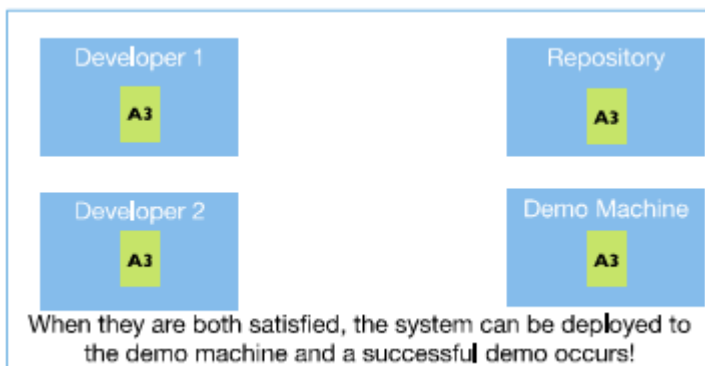 Developer 1
A3
Repository
A3
Developer 2
A3
Demo Machine
A3
When they are both satisfied, the system can be deployed to
the demo machine and a successful demo occurs!